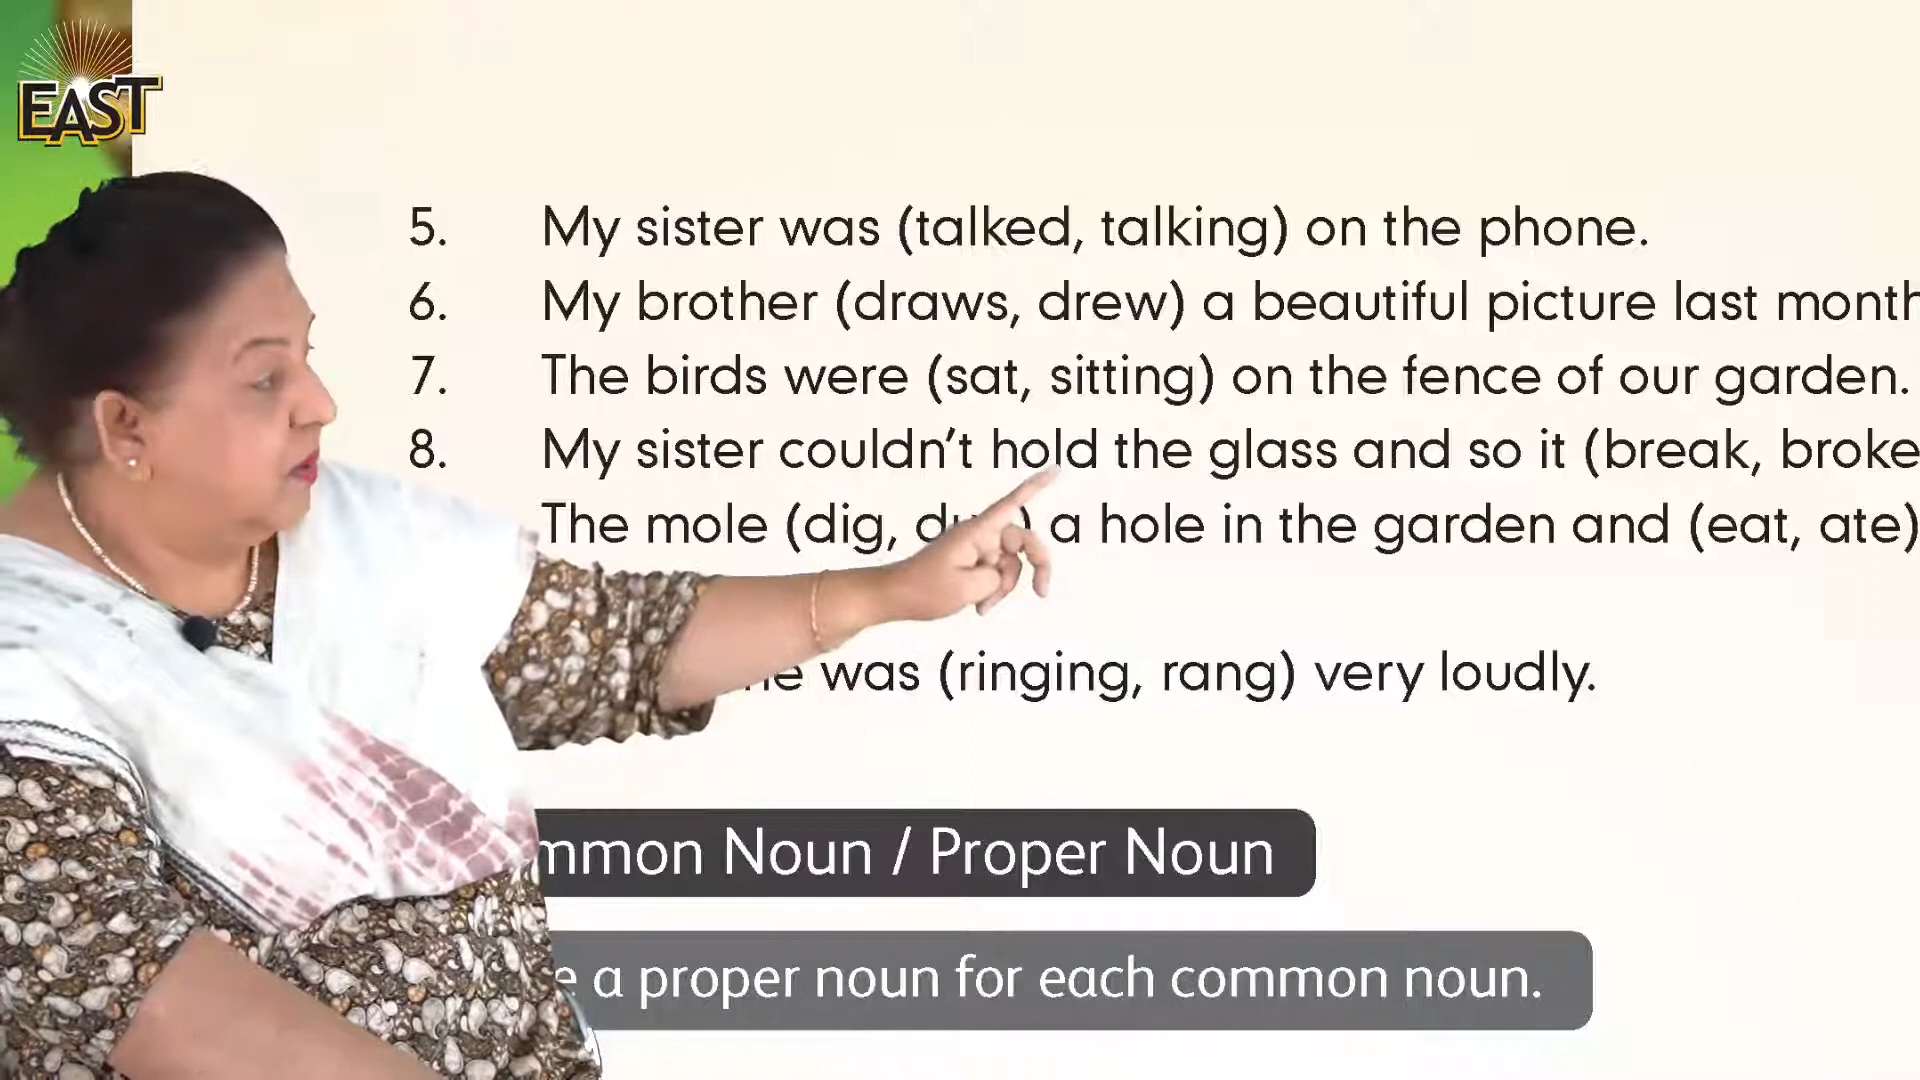 EAST
5. My sister was (talked, talking) on the phone.
6. My brother (draws, drew) a beautiful picture last month
7. The birds were (sat, sitting) on the fence of our garden.
8. My sister couldn't hold the glass and so it (break, broke
The mole (dig, a hole in the garden and (eat, ate)
was (ringing, rang) very loudly.
Noun / Proper Noun
a proper noun for each common noun.